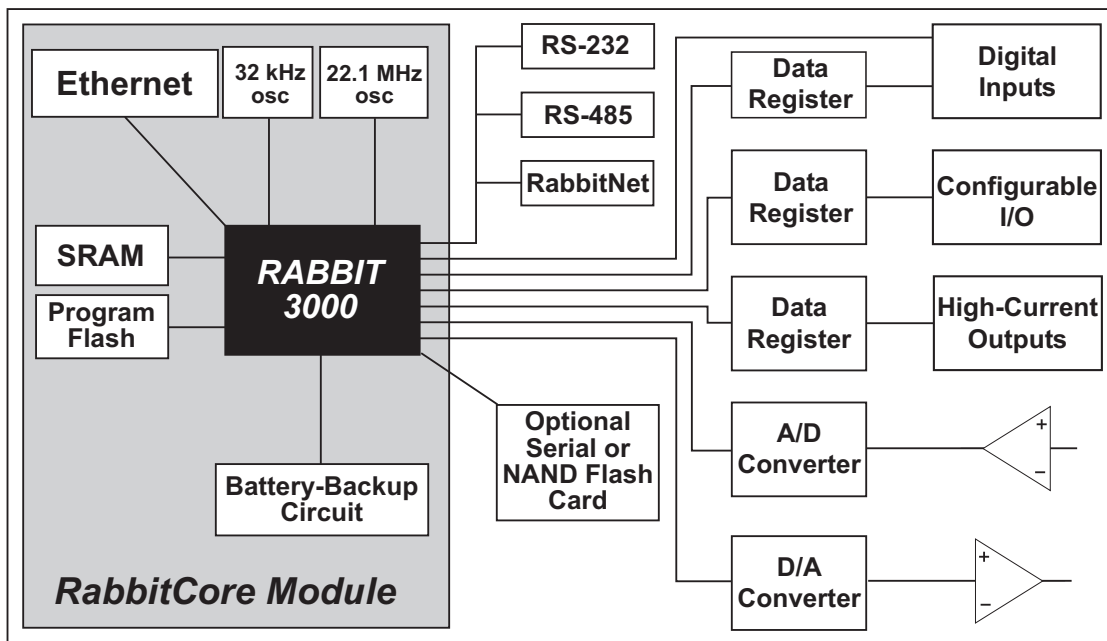 Ethernet
32 kHz
osc
22.1 MHz
osc
SRAM
Program
Flash
RABBIT
3000
Battery-Backup
Circuit
RabbitCore Module
RS-232
RS-485
RabbitNet
Optional
Serial or
NAND Flash
Card
Data
Register
Digital
Inputs
Data
Register
Configurable
I/O
Data
Register
High-Current
Outputs
A/D
Converter
+
−
D/A
Converter
+
−